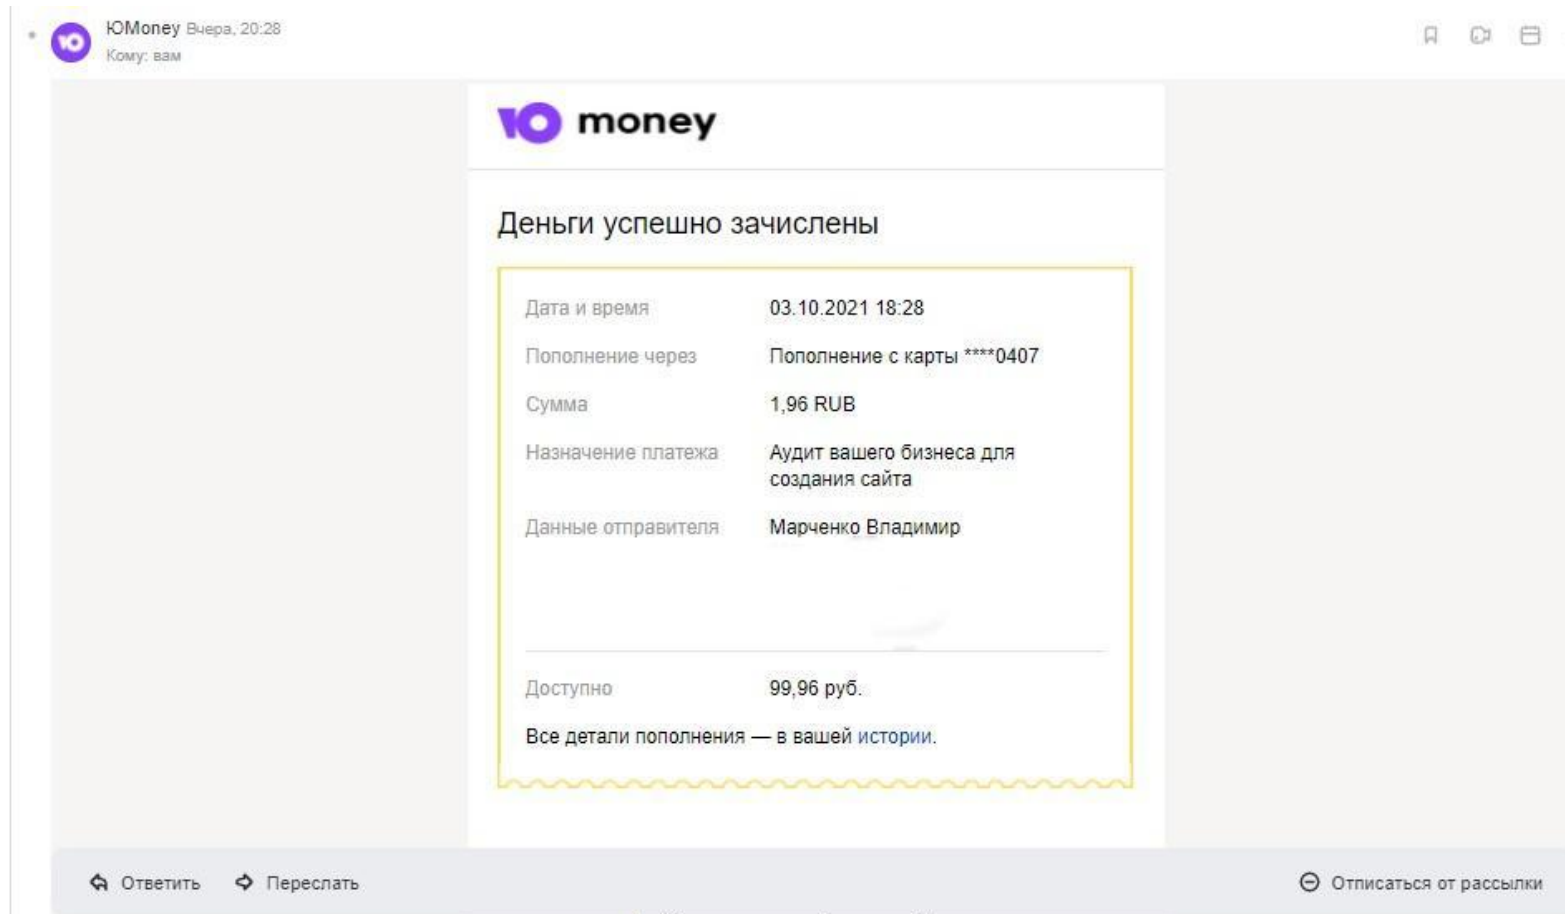 ЮMoney Вчера, 20:28
Кому: вам
Ю money
Деньги успешно зачислены
Дата и время 03.10.2021 18:28
Пополнение через Пополнение с карты ****0407
Сумма 1,96 RUB
Назначение платежа Аудит вашего бизнеса для
создания сайта
Данные отправителя Марченко Владимир
Доступно 99,96 руб.
Все детали пополнения — в вашей истории.
Ответить Переслать Отписаться от рассылки